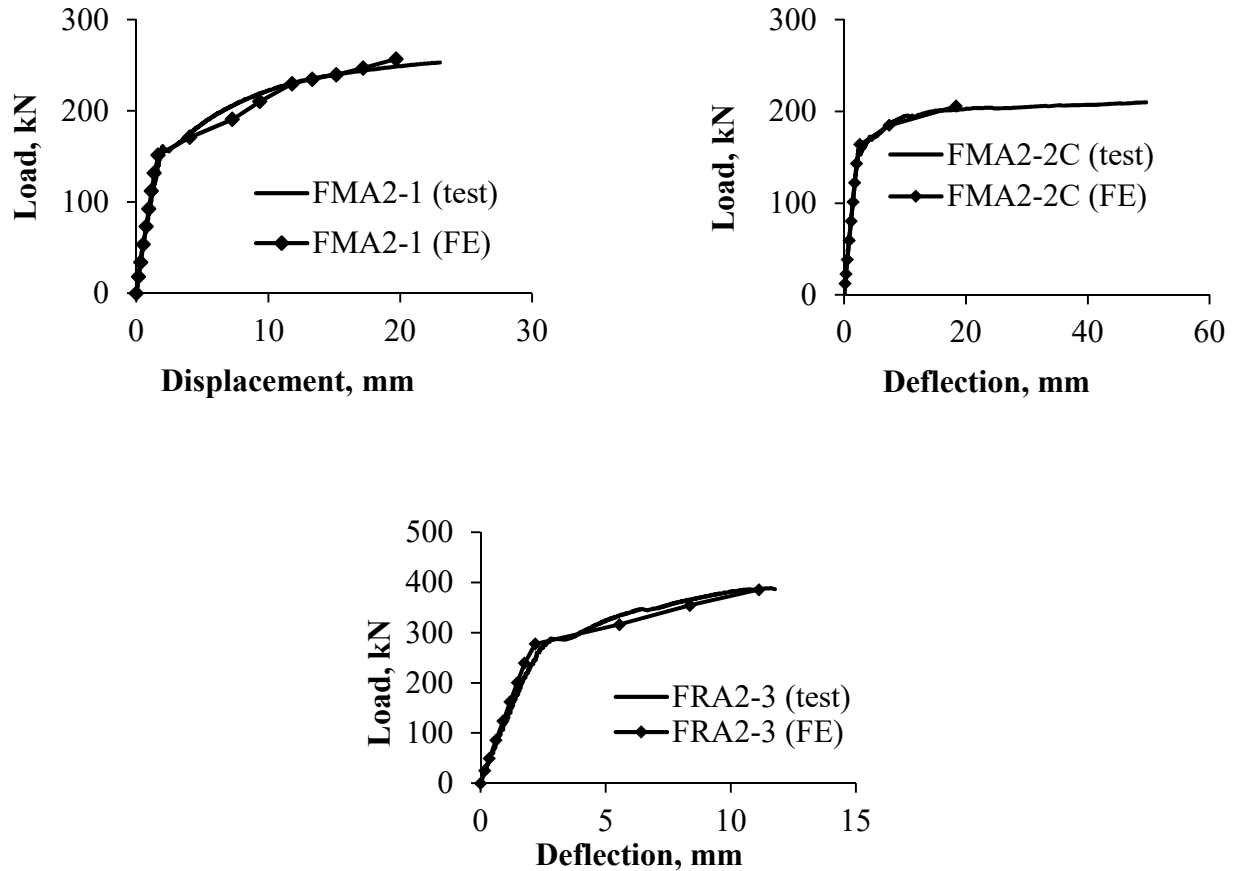 300
200
100
0
Load, kN
FMA2-1 (test)
FMA2-1 (FE)
0 10 20 30
Displacement, mm
300
200
100
0
Load, kN
FMA2-2C (test)
FMA2-2C (FE)
0 20 40 60
Deflection, mm
500
400
300
200
100
0
Load, kN
FRA2-3 (test)
FRA2-3 (FE)
0 5 10 15
Deflection, mm